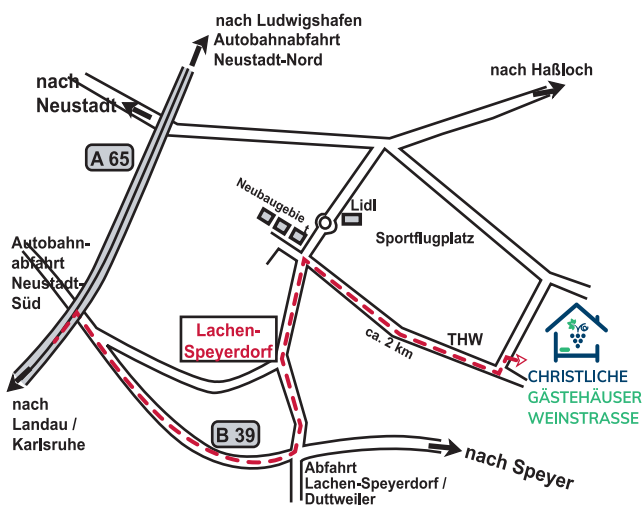 nach Ludwigshafen
Autobahnabfahrt
Neustadt-Nord
nach
Neustadt
nach Haßloch
A 65
Neubaugebiet
Lidl
Sportflugplatz
Autobahn-
abfahrt
Neustadt-
Süd
Lachen-
Speyerdorf
ca. 2 km
THW
CHRISTLICHE
GÄSTEHÄUSER
WEINSTRASSE
nach
Landau /
Karlsruhe
B 39
nach Speyer
Abfahrt
Lachen-Speyerdorf /
Duttweiler